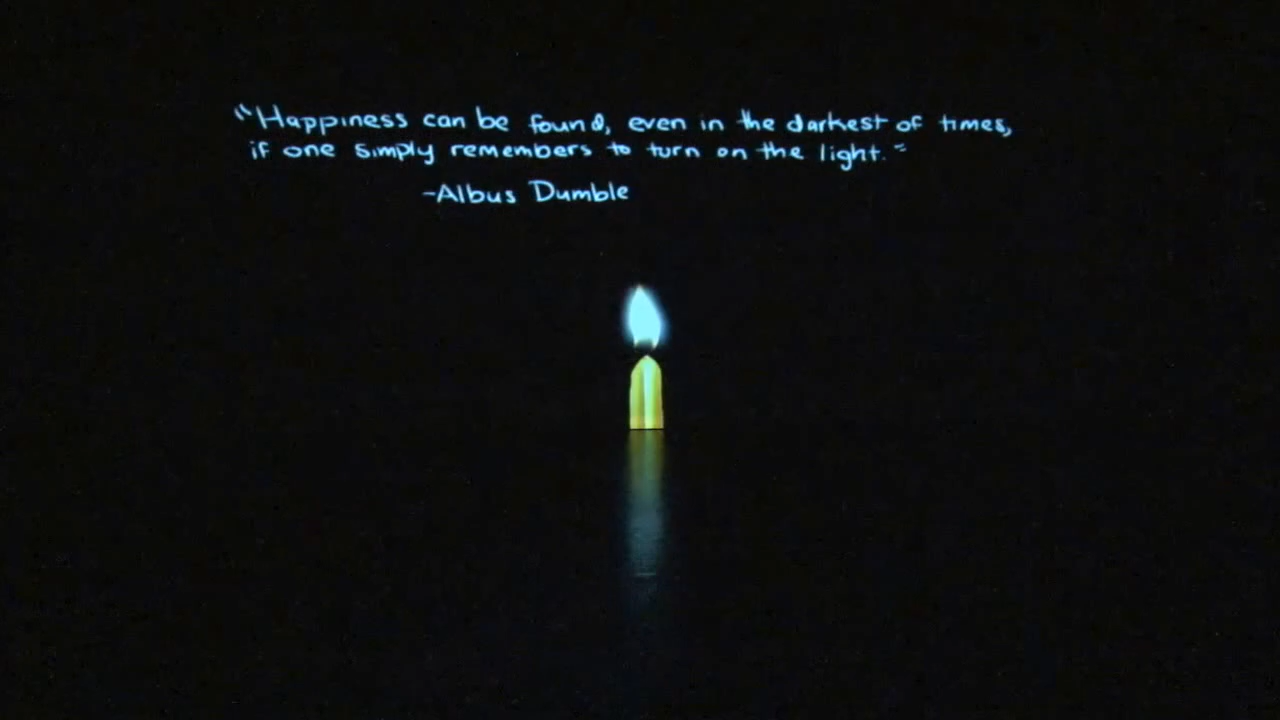 "Happiness can be found, even in the darkest of times,
if one simply remembers to turn on the light."
-Albus Dumble